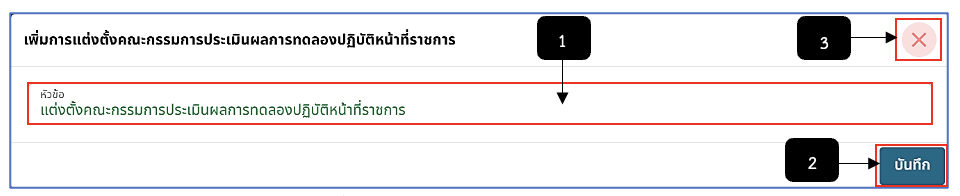 เพิ่มการแต่งตั้งคณะกรรมการประเมินผลการทดลองปฏิบัติหน้าที่ราชการ
1
3
หัวข้อ
แต่งตั้งคณะกรรมการประเมินผลการทดลองปฏิบัติหน้าที่ราชการ
2
บันทึก